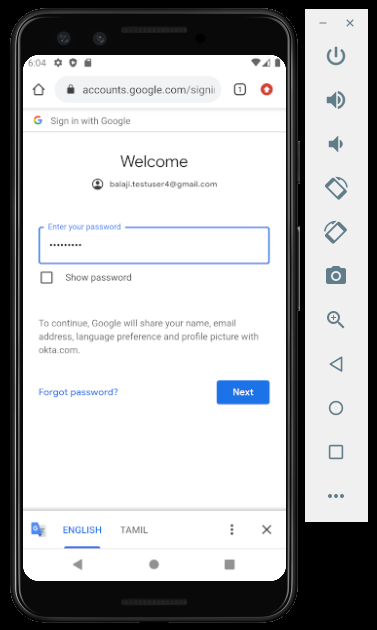 6:04
accounts.google.com/signi
1
Sign in with Google
Welcome
balaji.testuser4@gmail.com
Enter your password
•••••••••
Show password
To continue, Google will share your name, email
address, language preference and profile picture with
okta.com.
Forgot password?
Next
ENGLISH
TAMIL